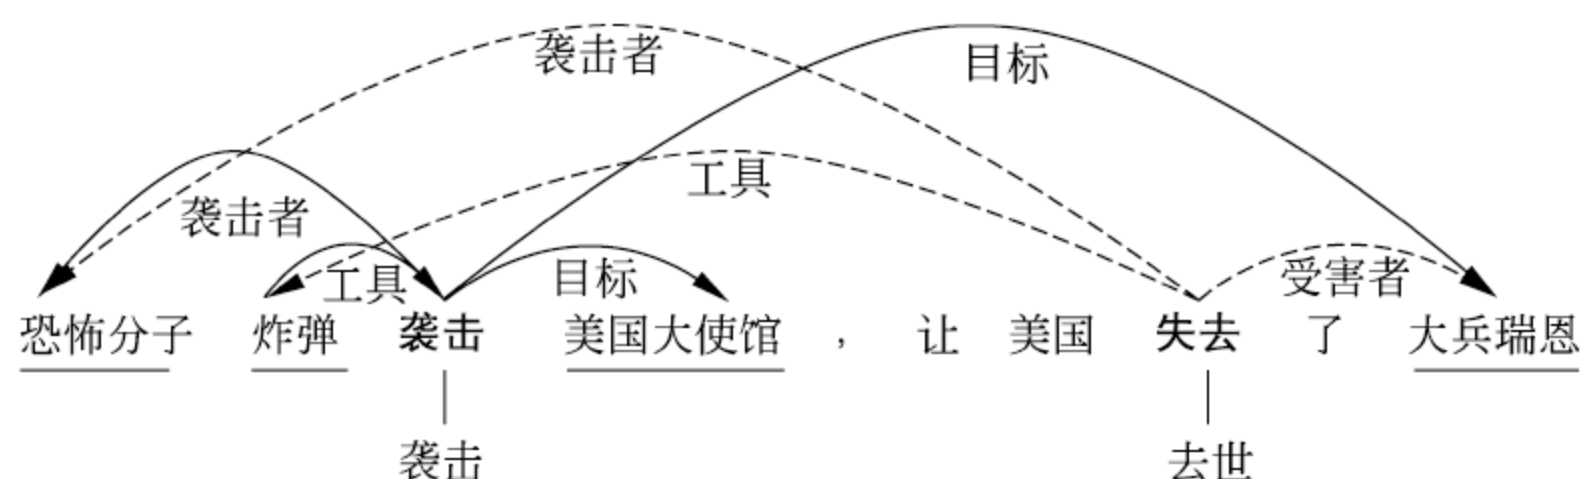 袭击者
目标
工具
袭击者
工具
目标
受害者
恐怖分子 炸弹 袭击 美国大使馆 , 让 美国 失去 了 大兵瑞恩
袭击 去世